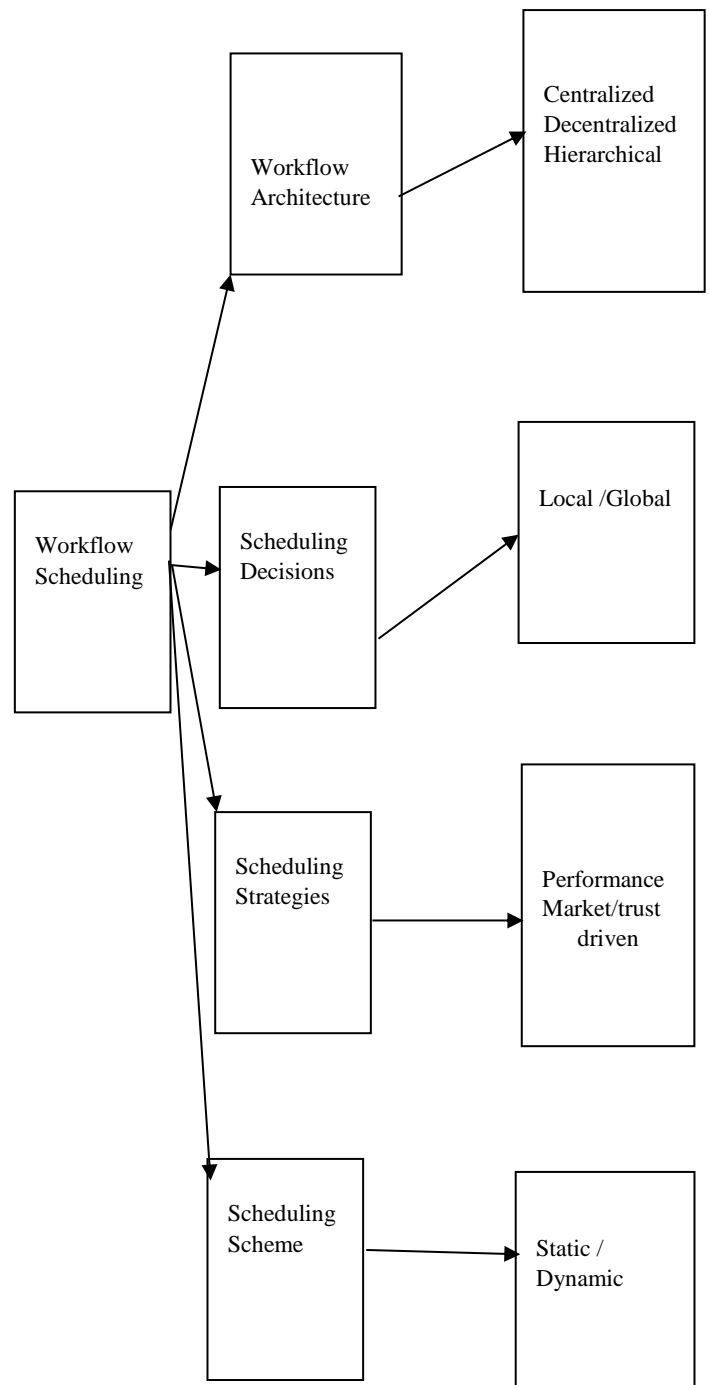 Centralized
Decentralized
Hierarchical
Workflow
Architecture
Local /Global
Workflow
Scheduling
Scheduling
Decisions
Scheduling
Strategies
Performance
Market/trust
driven
Scheduling
Scheme
Static /
Dynamic